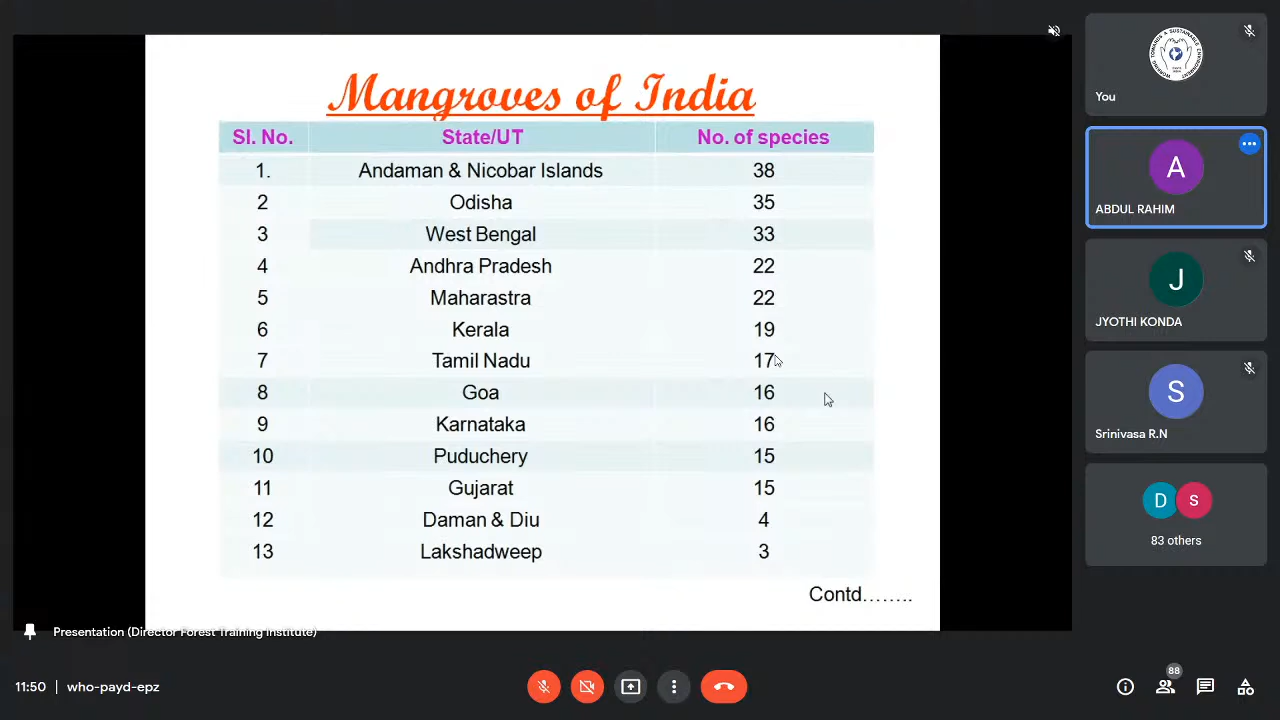 Mangroves of India
Sl. No. State/UT No. of species
1. Andaman & Nicobar Islands 38
2 Odisha 35
3 West Bengal 33
4 Andhra Pradesh 22
5 Maharastra 22
6 Kerala 19
7 Tamil Nadu 17
8 Goa 16
9 Karnataka 16
10 Puduchery 15
11 Gujarat 15
12 Daman & Diu 4
13 Lakshadweep 3
Contd........
Presentation (Director Forest Training Institute)
11:50 | who-payd-epz
You
A
ABDUL RAHIM
J
JYOTHI KONDA
S
Srinivasa R.N
D S
83 others
88